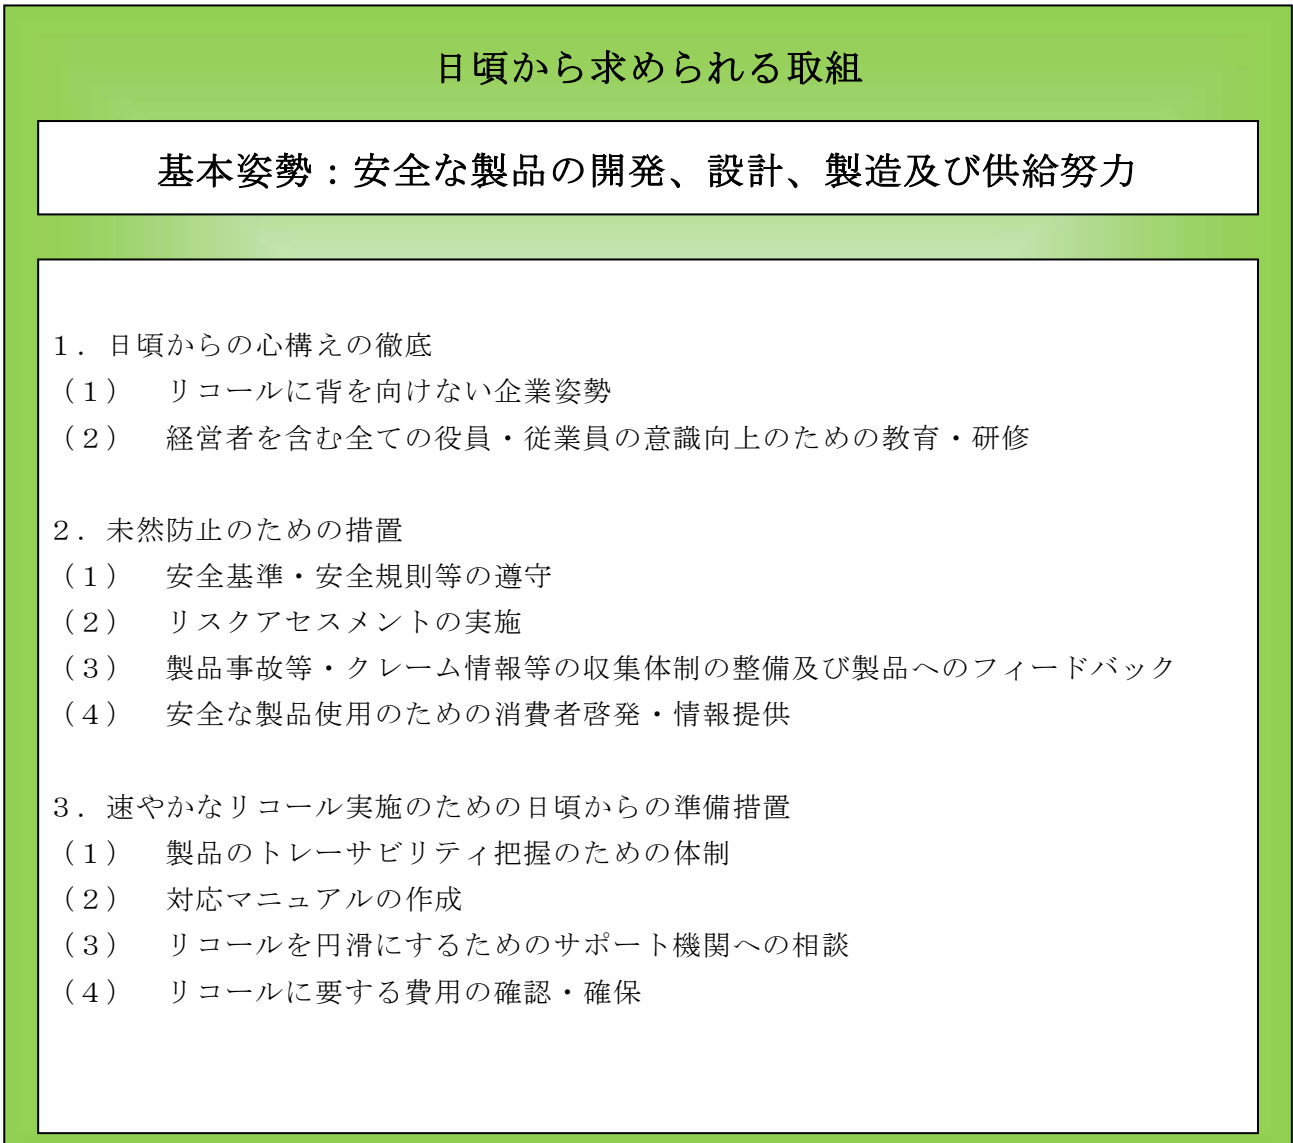 日頃から求められる取組
基本姿勢：安全な製品の開発、設計、製造及び供給努力
１．日頃からの心構えの徹底
（１）　リコールに背を向けない企業姿勢
（２）　経営者を含む全ての役員・従業員の意識向上のための教育・研修
２．未然防止のための措置
（１）　安全基準・安全規則等の遵守
（２）　リスクアセスメントの実施
（３）　製品事故等・クレーム情報等の収集体制の整備及び製品へのフィードバック
（４）　安全な製品使用のための消費者啓発・情報提供
３．速やかなリコール実施のための日頃からの準備措置
（１）　製品のトレーサビリティ把握のための体制
（２）　対応マニュアルの作成
（３）　リコールを円滑にするためのサポート機関への相談
（４）　リコールに要する費用の確認・確保